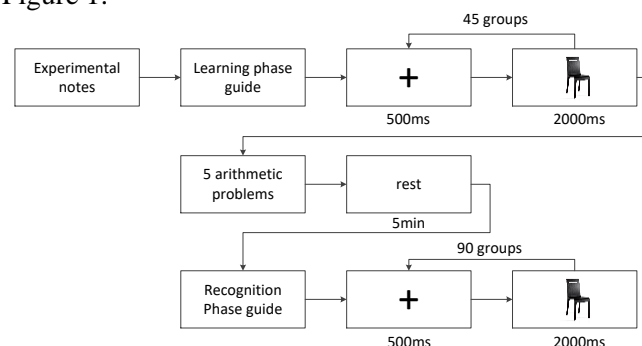 Figure 1.
45 groups
Experimental
notes
Learning phase
guide
+
500ms
2000ms
5 arithmetic
problems
rest
5min
90 groups
Recognition
Phase guide
+
500ms
2000ms